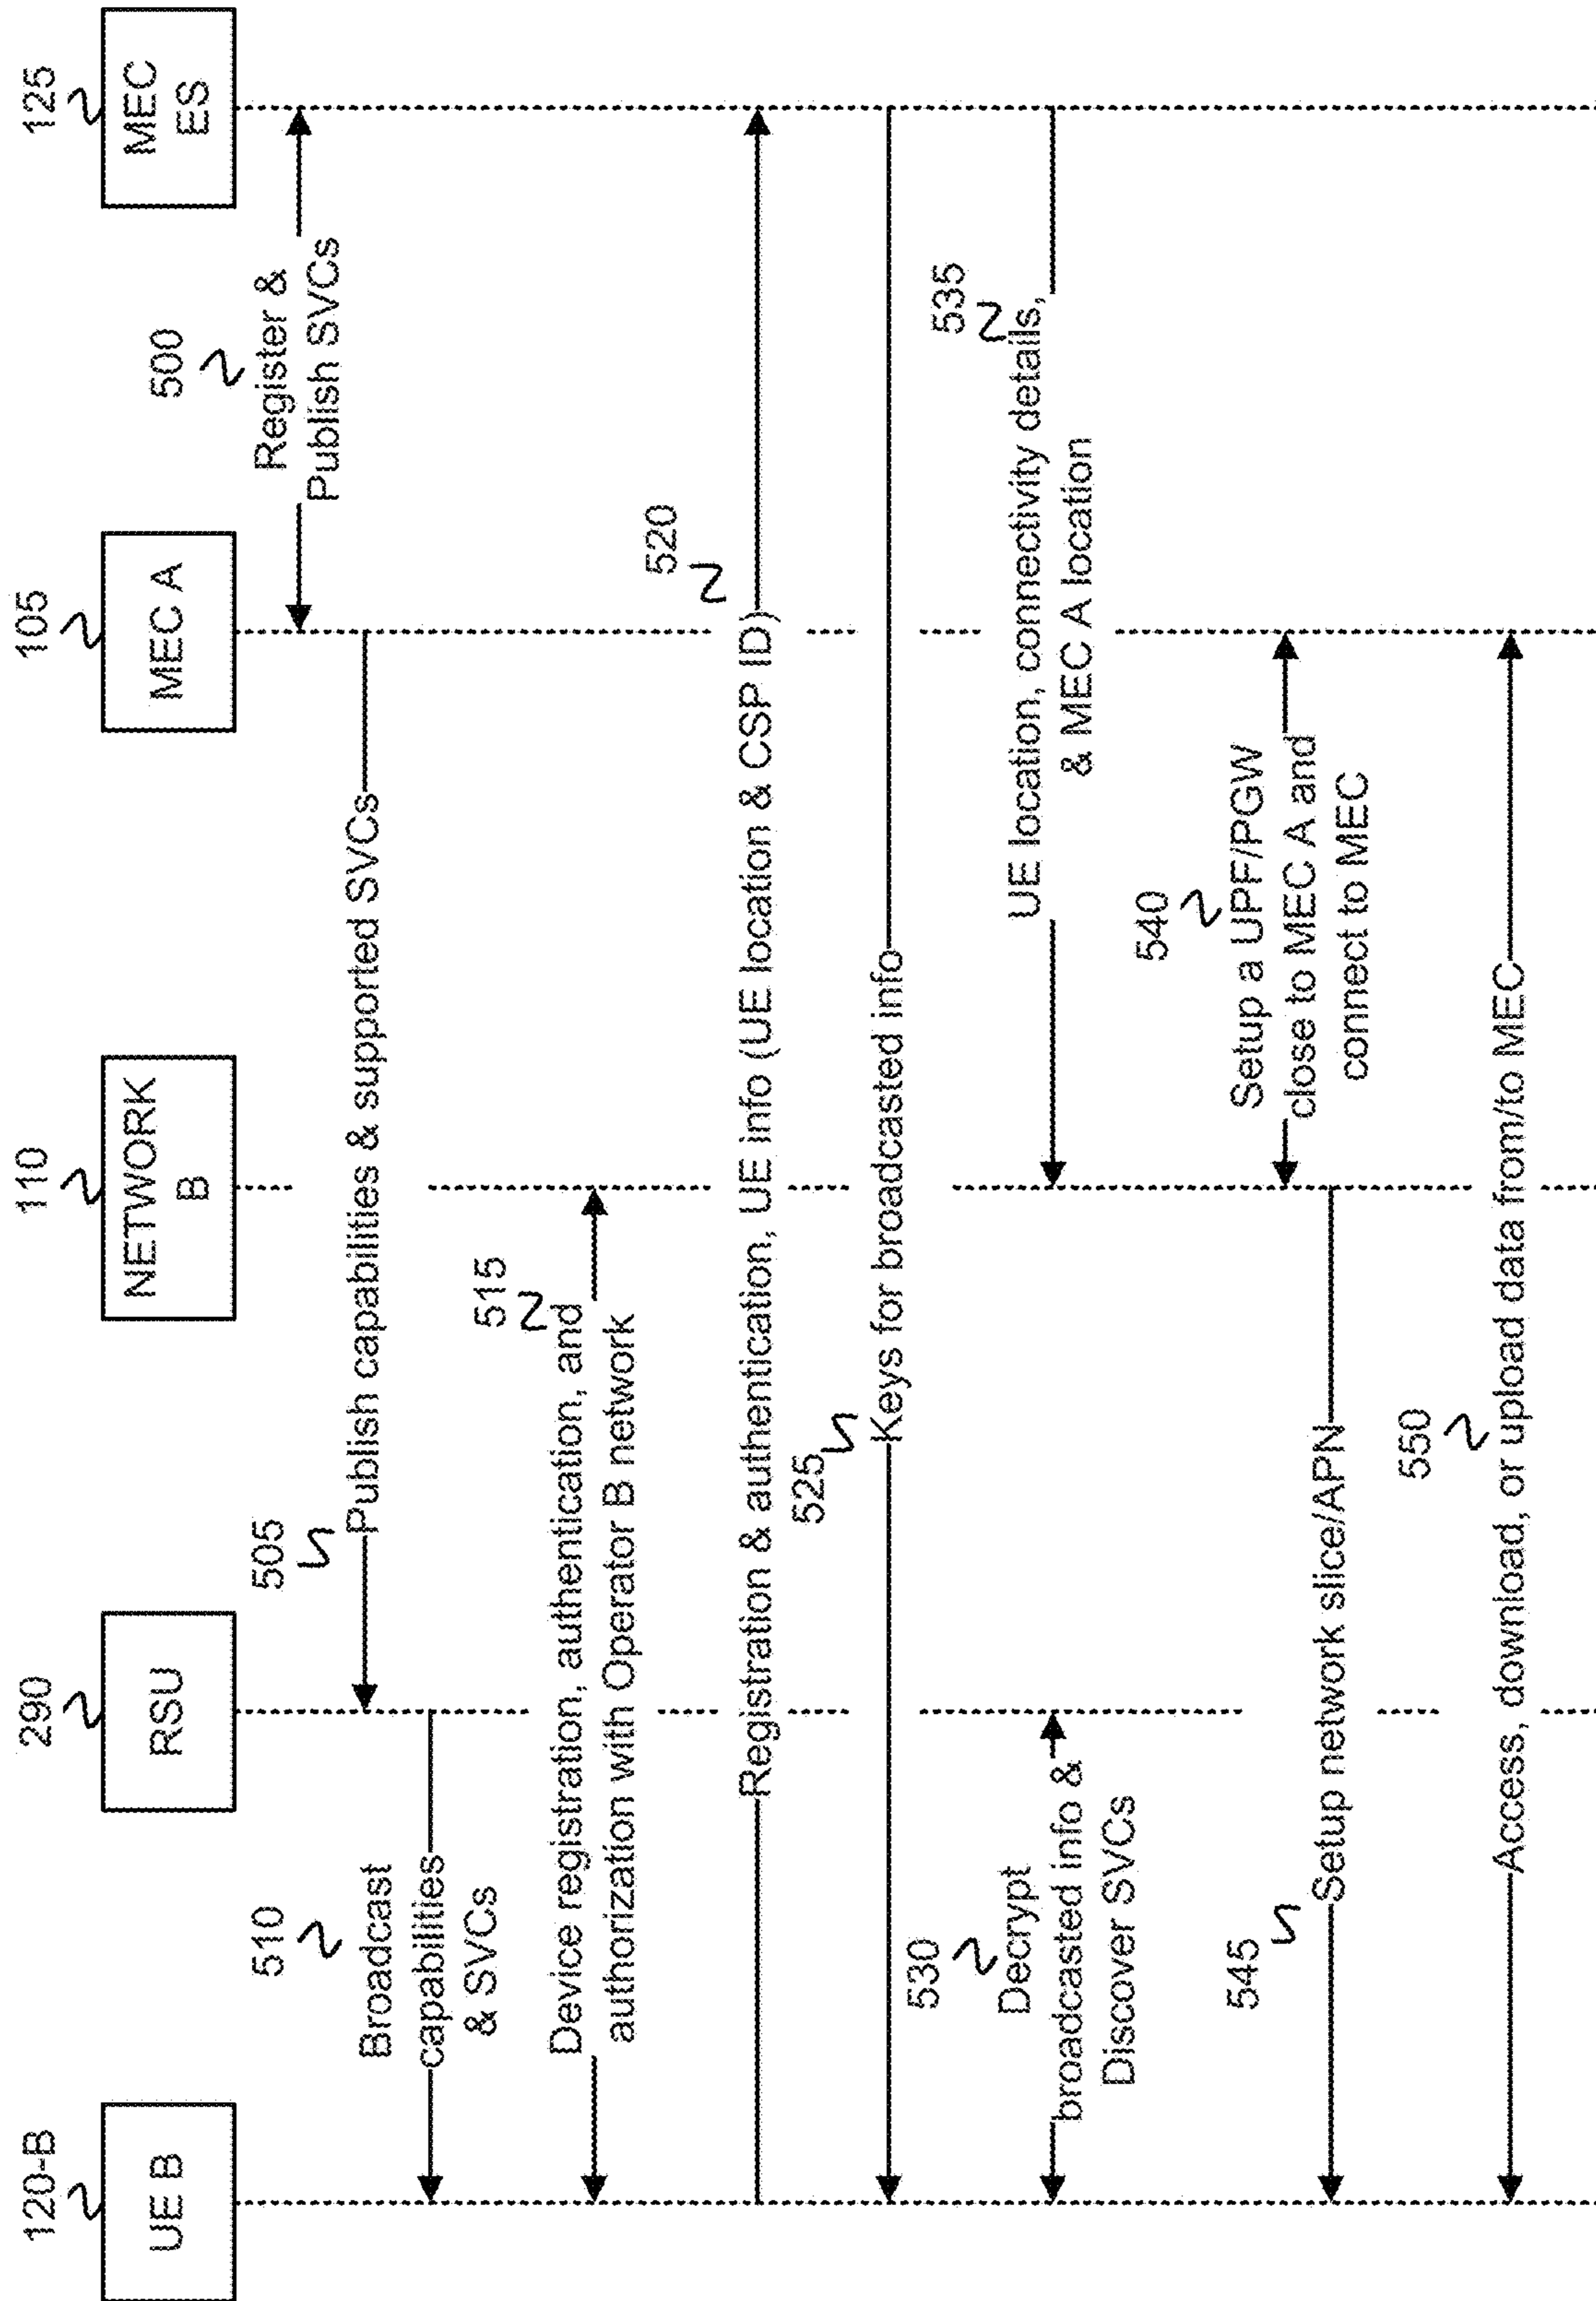 120-B
UE B
290
RSU
110
NETWORK
B
105
MEC A
125
MEC
ES
500
Register &
Publish SVCs
505
Publish capabilities & supported SVCs
510
Broadcast
capabilities
& SVCs
515
Device registration, authentication, and
authorization with Operator B network
520
Registration & authentication, UE info (UE location & CSP ID)
525
Keys for broadcasted info
530
Decrypt
broadcasted info &
Discover SVCs
535
UE location, connectivity details,
& MEC A location
540
Setup a UPF/PGW
close to MEC A and
connect to MEC
545
Setup network slice/APN
550
Access, download, or upload data from/to MEC